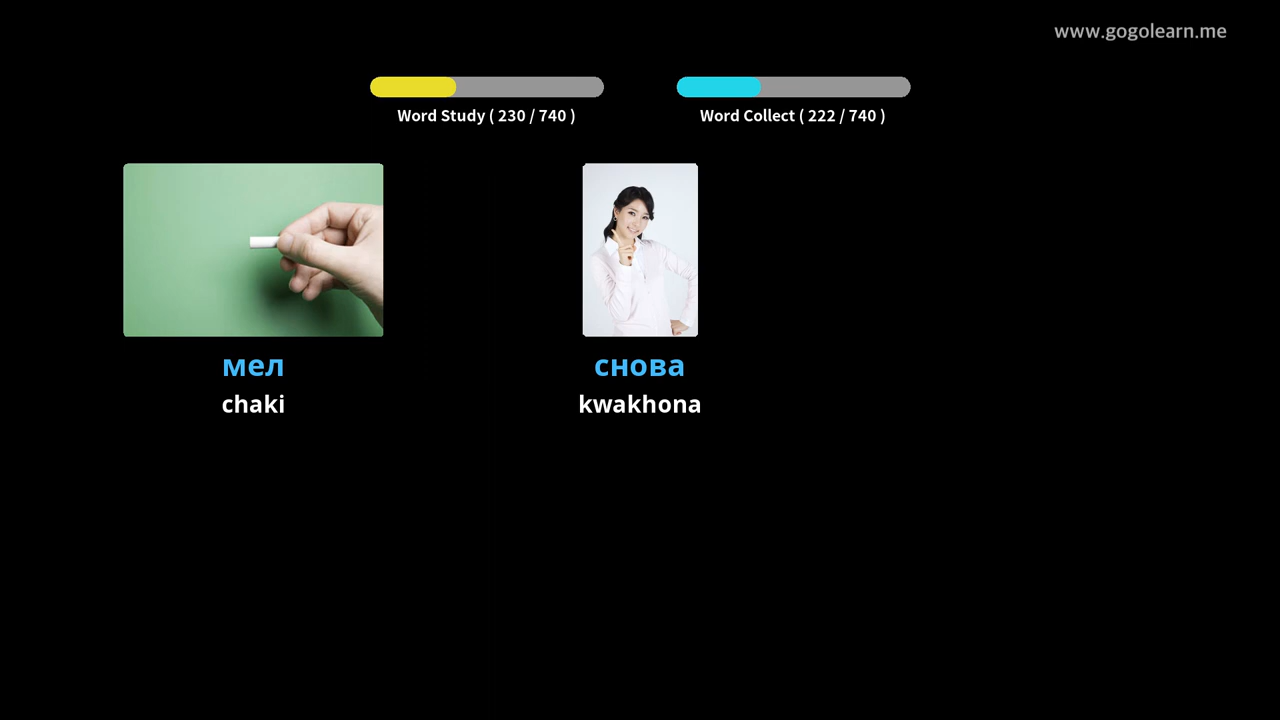 www.gogolearn.me
Word Study ( 230 / 740 )
Word Collect ( 222 / 740 )
мел
chaki
снова
kwakhona